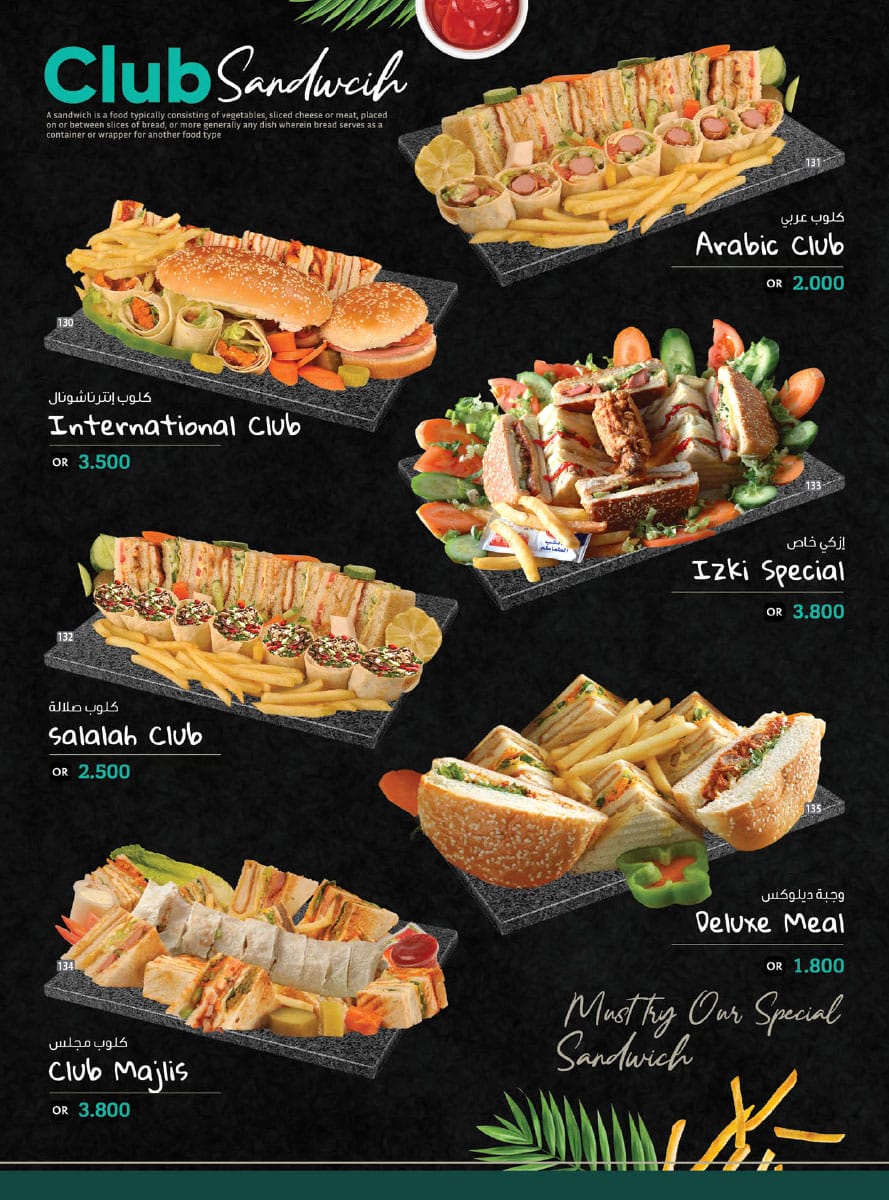 Club Sandwcih
A sandwich is a food typically consisting of vegetables, sliced cheese or meat, placed
on or between slices of bread, or more generally any dish wherein bread serves as a
container or wrapper for another food type
131
كلوب عربي
Arabic Club
OR 2.000
130
كلوب إنترناشونال
International Club
OR 3.500
133
إزكي خاص
Izki Special
OR 3.800
132
كلوب صلالة
Salalah Club
OR 2.500
135
وجبة ديلوكس
Deluxe Meal
OR 1.800
134
كلوب مجلس
Club Majlis
OR 3.800
Must try Our Special
Sandwich